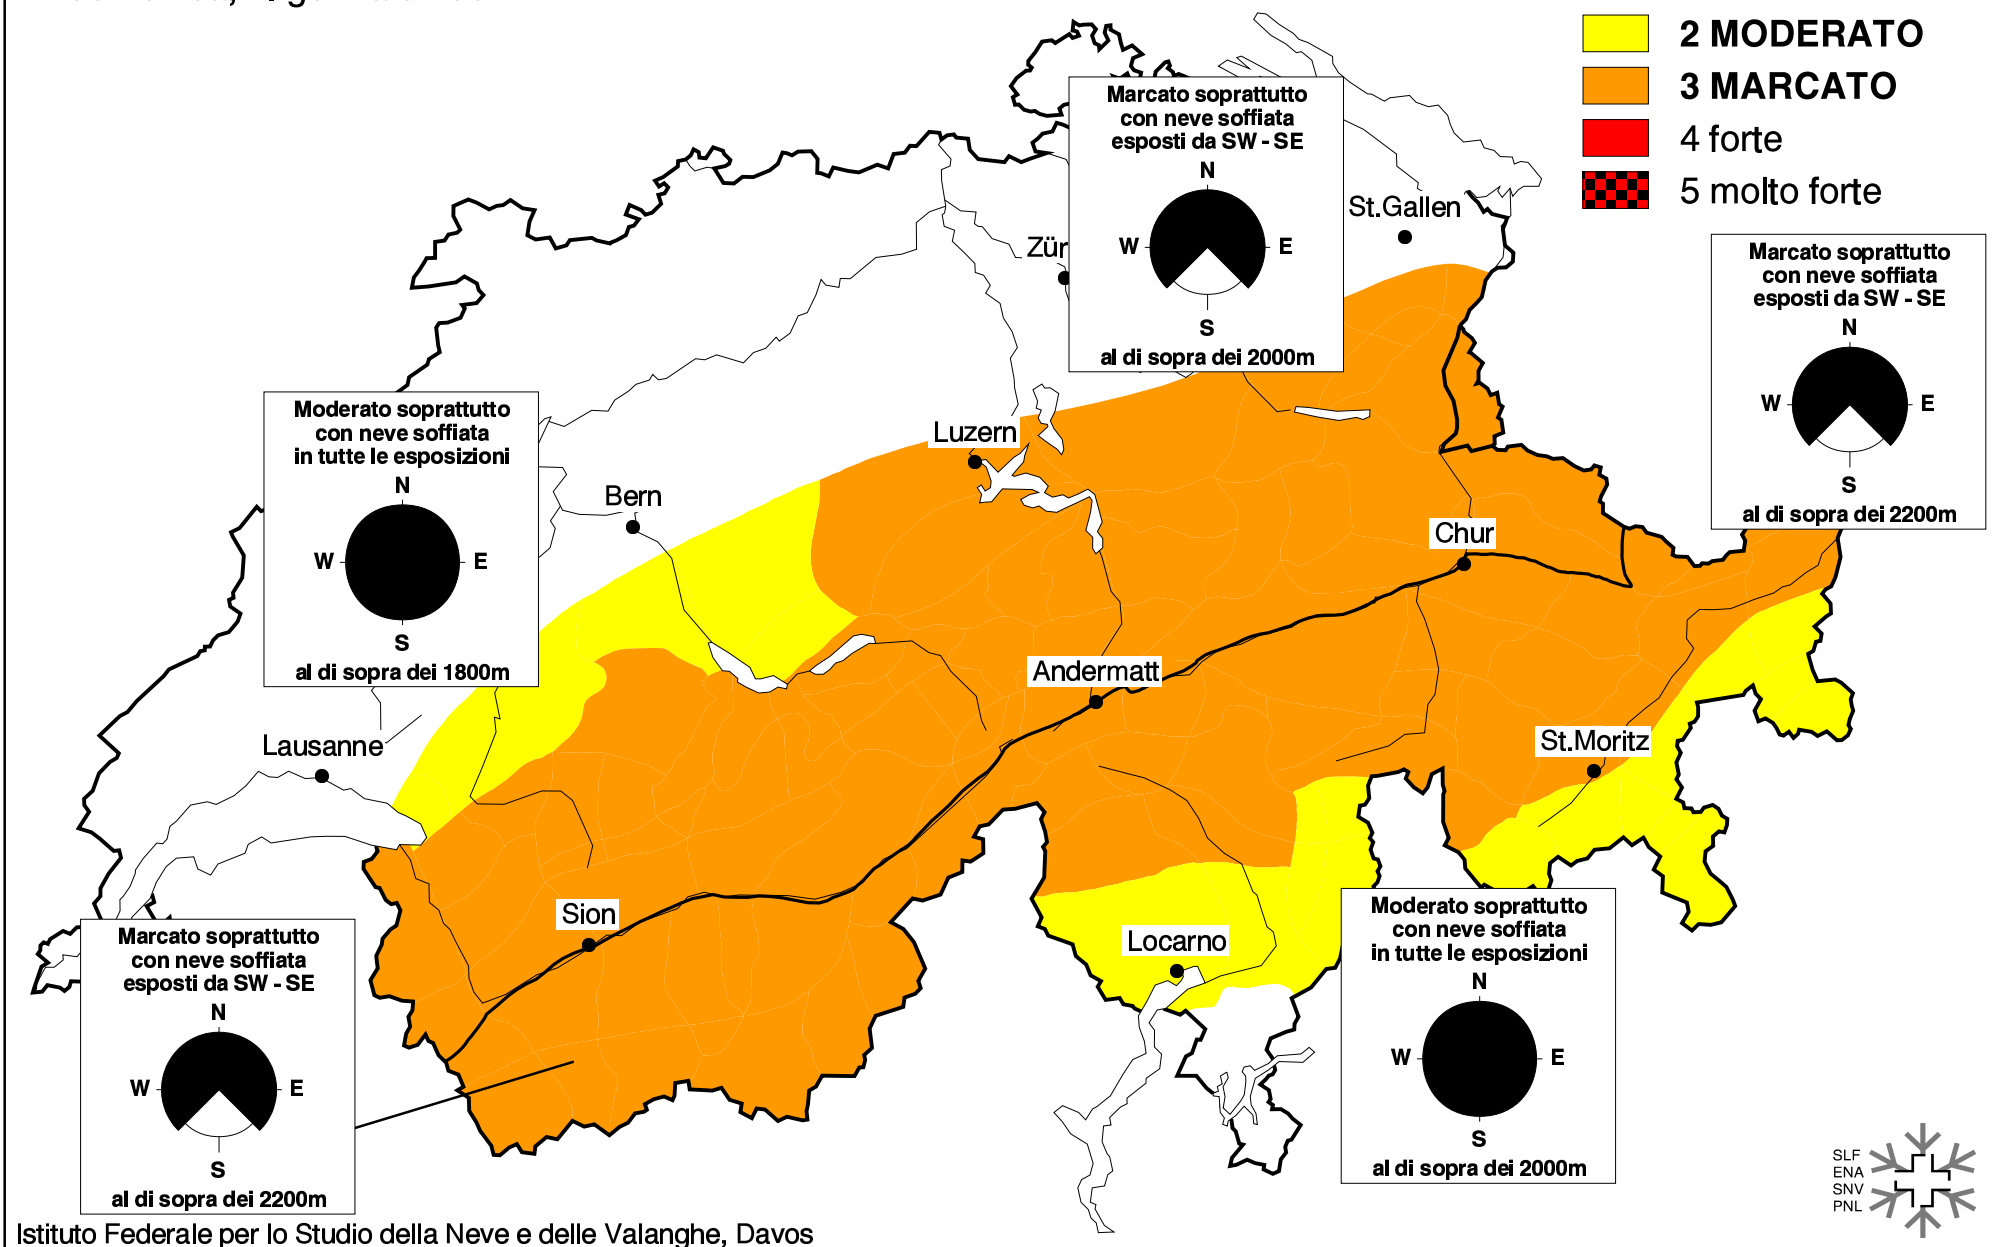 2 MODERATO
3 MARCATO
4 forte
5 molto forte
Marcato soprattutto
con neve soffiata
esposti da SW - SE
N
W
E
S
al di sopra dei 2000m
St.Gallen
Zür
Marcato soprattutto
con neve soffiata
esposti da SW - SE
N
W
E
S
al di sopra dei 2200m
Moderato soprattutto
con neve soffiata
in tutte le esposizioni
N
W
E
S
al di sopra dei 1800m
Luzern
Bern
Chur
Andermatt
Lausanne
St.Moritz
Sion
Locarno
Marcato soprattutto
con neve soffiata
esposti da SW - SE
N
W
E
S
al di sopra dei 2200m
Moderato soprattutto
con neve soffiata
in tutte le esposizioni
N
W
E
S
al di sopra dei 2000m
SLF
ENA
SNV
PNL
Istituto Federale per lo Studio della Neve e delle Valanghe, Davos